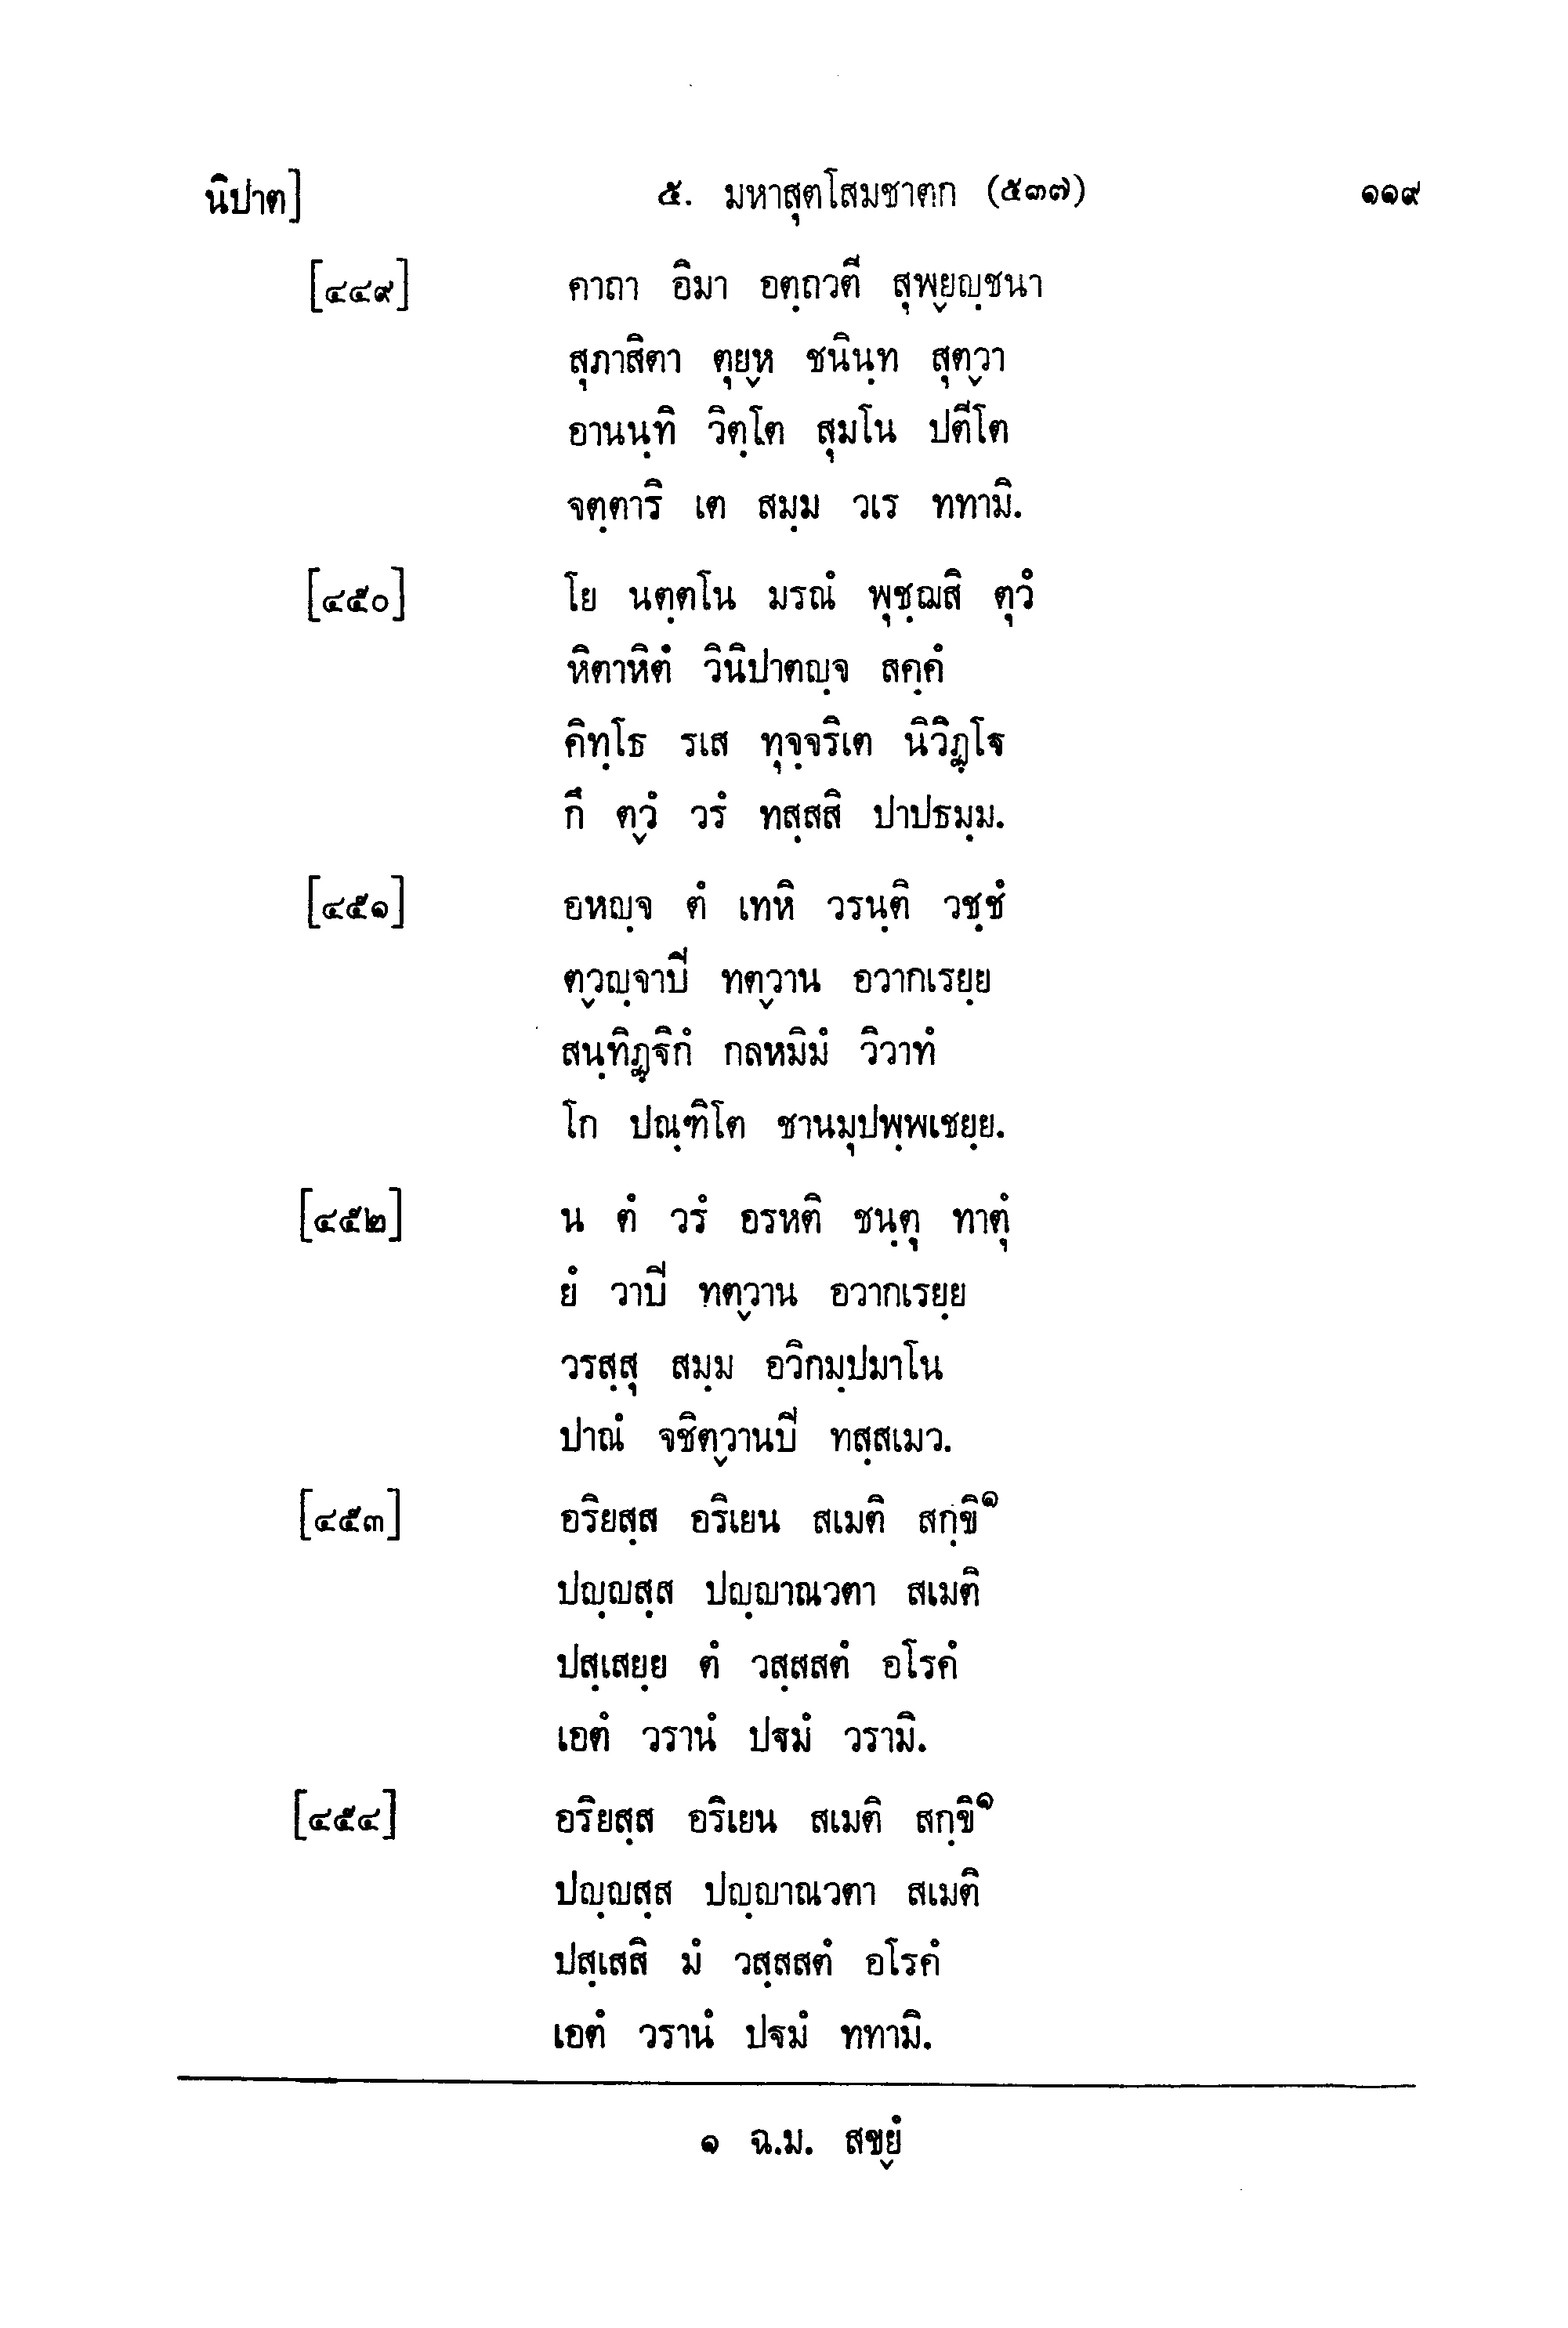 นิปาต] ๕. มหาสุตโสมชาตก (๕๓๗) ๑๑๙
[๔๔๙] คาถา อิมา อตฺถวตี สุพฺยญฺชนา
สุภาสิตา ตุยฺห ชนินฺท สุตฺวา
อานนฺทิ วิตฺโต สุมโน ปตีโต
จตฺตาริ เต สมฺม วเร ททามิ.
[๔๕๐] โย นตฺตโน มรณํ พุชฺฌสิ ตุวํ
หิตาหิตํ วินิปาตญฺจ สคฺคํ
คิทฺโธ รเส ทุจฺจริเต นิวิฏฺโฐ
กึ ตฺวํ วรํ ทสฺสสิ ปาปธมฺม.
[๔๕๑] อหญฺจ ตํ เทหิ วรนฺติ วชฺชํ
ตฺวญฺจาปิ ทตฺวาน อวากเรยฺย
สนฺทิฏฺฐิกํ กลหมิมํ วิวาทํ
โก ปณฺฑิโต ชานมุปพฺพเชยฺย.
[๔๕๒] น ตํ วรํ อรหติ ชนฺตุ ทาตุํ
ยํ วาปิ ทตฺวาน อวากเรยฺย
วรสฺสุ สมฺม อวิกมฺปมาโน
ปาณํ จชิตฺวานปิ ทสฺสเมว.
[๔๕๓] อริยสฺส อริเยน สเมติ สกฺขิ๑
ปญฺญสฺส ปญฺญาณวตา สเมติ
ปสฺเสยฺย ตํ วสฺสสตํ อโรคํ
เอตํ วรานํ ปฐมํ วรามิ.
[๔๕๔] อริยสฺส อริเยน สเมติ สกฺขิ๑
ปญฺญสฺส ปญฺญาณวตา สเมติ
ปสฺเสสิ มํ วสฺสสตํ อโรคํ
เอตํ วรานํ ปฐมํ ททามิ.
๑ ฉ.ม. สขฺยํ